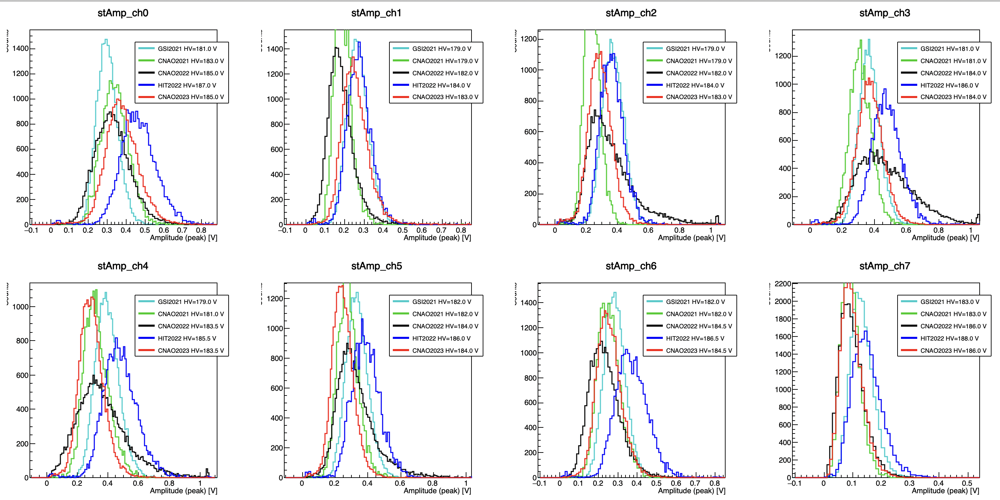 stAmp_ch0
1400
1200
1000
800
600
400
200
0
−0.1 0 0.1 0.2 0.3 0.4 0.5 0.6 0.7 0.8
Amplitude (peak) [V]
GSI2021 HV=181.0 V
CNAO2021 HV=183.0 V
CNAO2022 HV=185.0 V
HIT2022 HV=187.0 V
CNAO2023 HV=185.0 V
stAmp_ch1
1400
1200
1000
800
600
400
200
0
−0.1 0 0.1 0.2 0.3 0.4 0.5 0.6 0.7 0.8
Amplitude (peak) [V]
GSI2021 HV=179.0 V
CNAO2021 HV=179.0 V
CNAO2022 HV=182.0 V
HIT2022 HV=184.0 V
CNAO2023 HV=183.0 V
stAmp_ch2
1200
1000
800
600
400
200
0
0 0.2 0.4 0.6 0.8 1
Amplitude (peak) [V]
GSI2021 HV=179.0 V
CNAO2021 HV=179.0 V
CNAO2022 HV=182.0 V
HIT2022 HV=184.0 V
CNAO2023 HV=183.0 V
stAmp_ch3
1200
1000
800
600
400
200
0
0 0.2 0.4 0.6 0.8 1
Amplitude (peak) [V]
GSI2021 HV=181.0 V
CNAO2021 HV=181.0 V
CNAO2022 HV=184.0 V
HIT2022 HV=186.0 V
CNAO2023 HV=184.0 V
stAmp_ch4
1000
800
600
400
200
0
0 0.2 0.4 0.6 0.8 1
Amplitude (peak) [V]
GSI2021 HV=179.0 V
CNAO2021 HV=181.0 V
CNAO2022 HV=183.5 V
HIT2022 HV=185.5 V
CNAO2023 HV=183.5 V
stAmp_ch5
1200
1000
800
600
400
200
0
0 0.2 0.4 0.6 0.8 1
Amplitude (peak) [V]
GSI2021 HV=182.0 V
CNAO2021 HV=182.0 V
CNAO2022 HV=184.0 V
HIT2022 HV=186.0 V
CNAO2023 HV=184.0 V
stAmp_ch6
1400
1200
1000
800
600
400
200
0
−0.1 0 0.1 0.2 0.3 0.4 0.5 0.6 0.7 0.8
Amplitude (peak) [V]
GSI2021 HV=182.0 V
CNAO2021 HV=182.0 V
CNAO2022 HV=184.5 V
HIT2022 HV=186.5 V
CNAO2023 HV=184.5 V
stAmp_ch7
2200
2000
1800
1600
1400
1200
1000
800
600
400
200
0
−0.1 0 0.1 0.2 0.3 0.4 0.5
Amplitude (peak) [V]
GSI2021 HV=183.0 V
CNAO2021 HV=183.0 V
CNAO2022 HV=186.0 V
HIT2022 HV=188.0 V
CNAO2023 HV=186.0 V